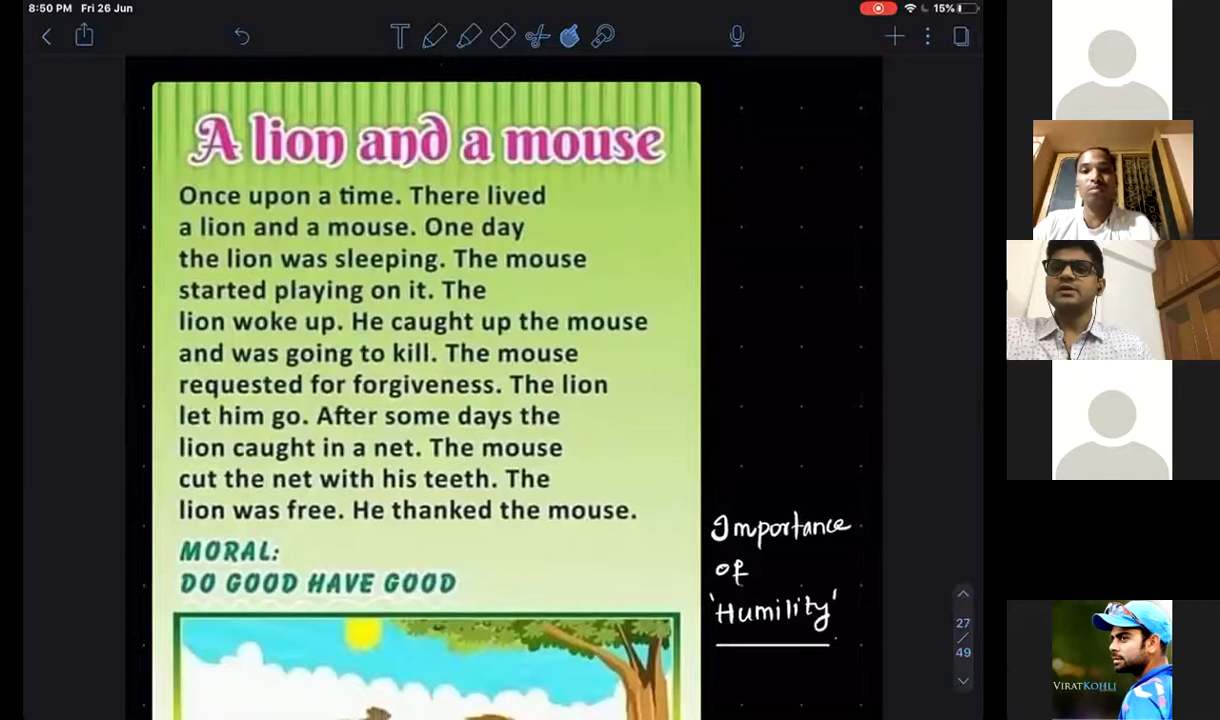 8:50 PM Fri 26 Jun
15%
A lion and a mouse
Once upon a time. There lived
a lion and a mouse. One day
the lion was sleeping. The mouse
started playing on it. The
lion woke up. He caught up the mouse
and was going to kill. The mouse
requested for forgiveness. The lion
let him go. After some days the
lion caught in a net. The mouse
cut the net with his teeth. The
lion was free. He thanked the mouse.
MORAL:
DO GOOD HAVE GOOD
Importance
of
'Humility'
27
/
49
VIRATKOHLI